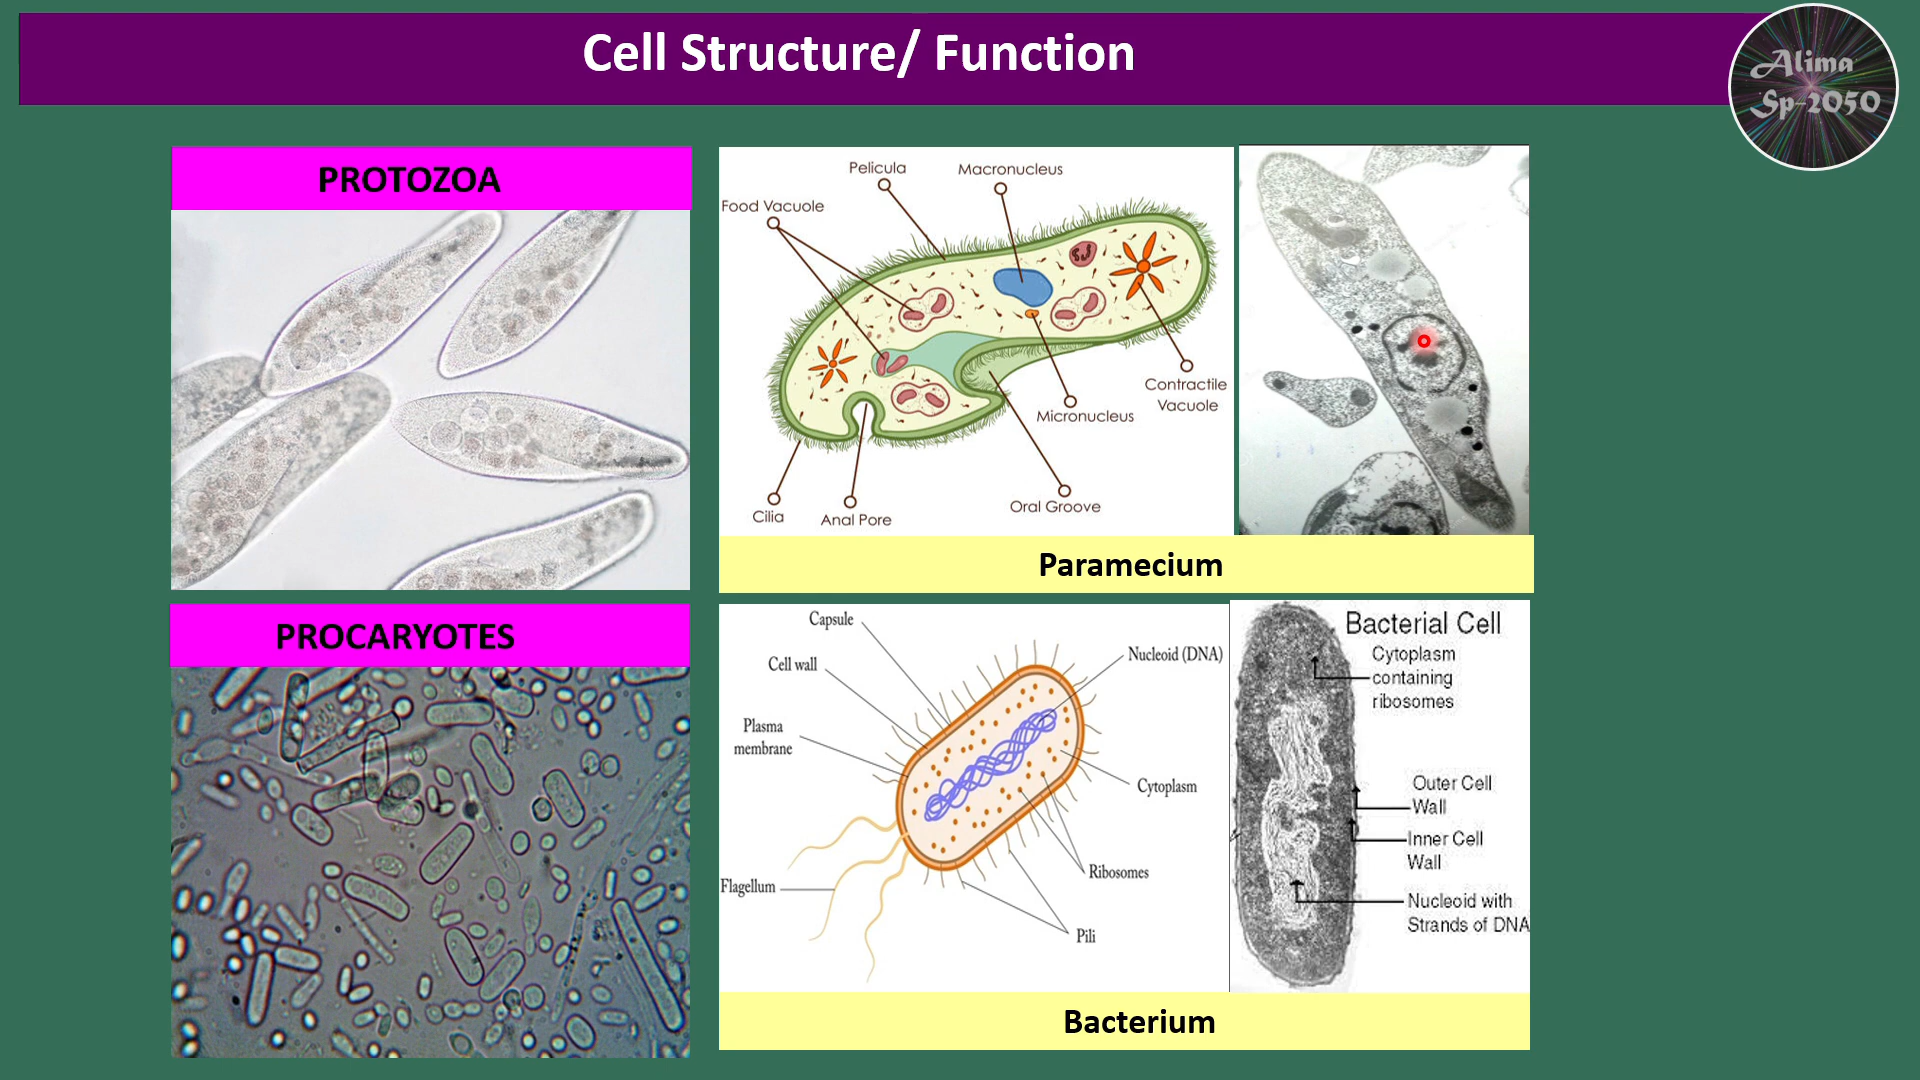 Cell Structure/ Function
Alima
Sp-2050
PROTOZOA
Pelicula
Macronucleus
Food Vacuole
Contractile
Vacuole
Micronucleus
Oral Groove
Cilia
Anal Pore
Paramecium
PROCARYOTES
Capsule
Cell wall
Nucleoid (DNA)
Plasma
membrane
Cytoplasm
Ribosomes
Flagellum
Pili
Bacterial Cell
Cytoplasm
containing
ribosomes
Outer Cell
Wall
Inner Cell
Wall
Nucleoid with
Strands of DNA
Bacterium